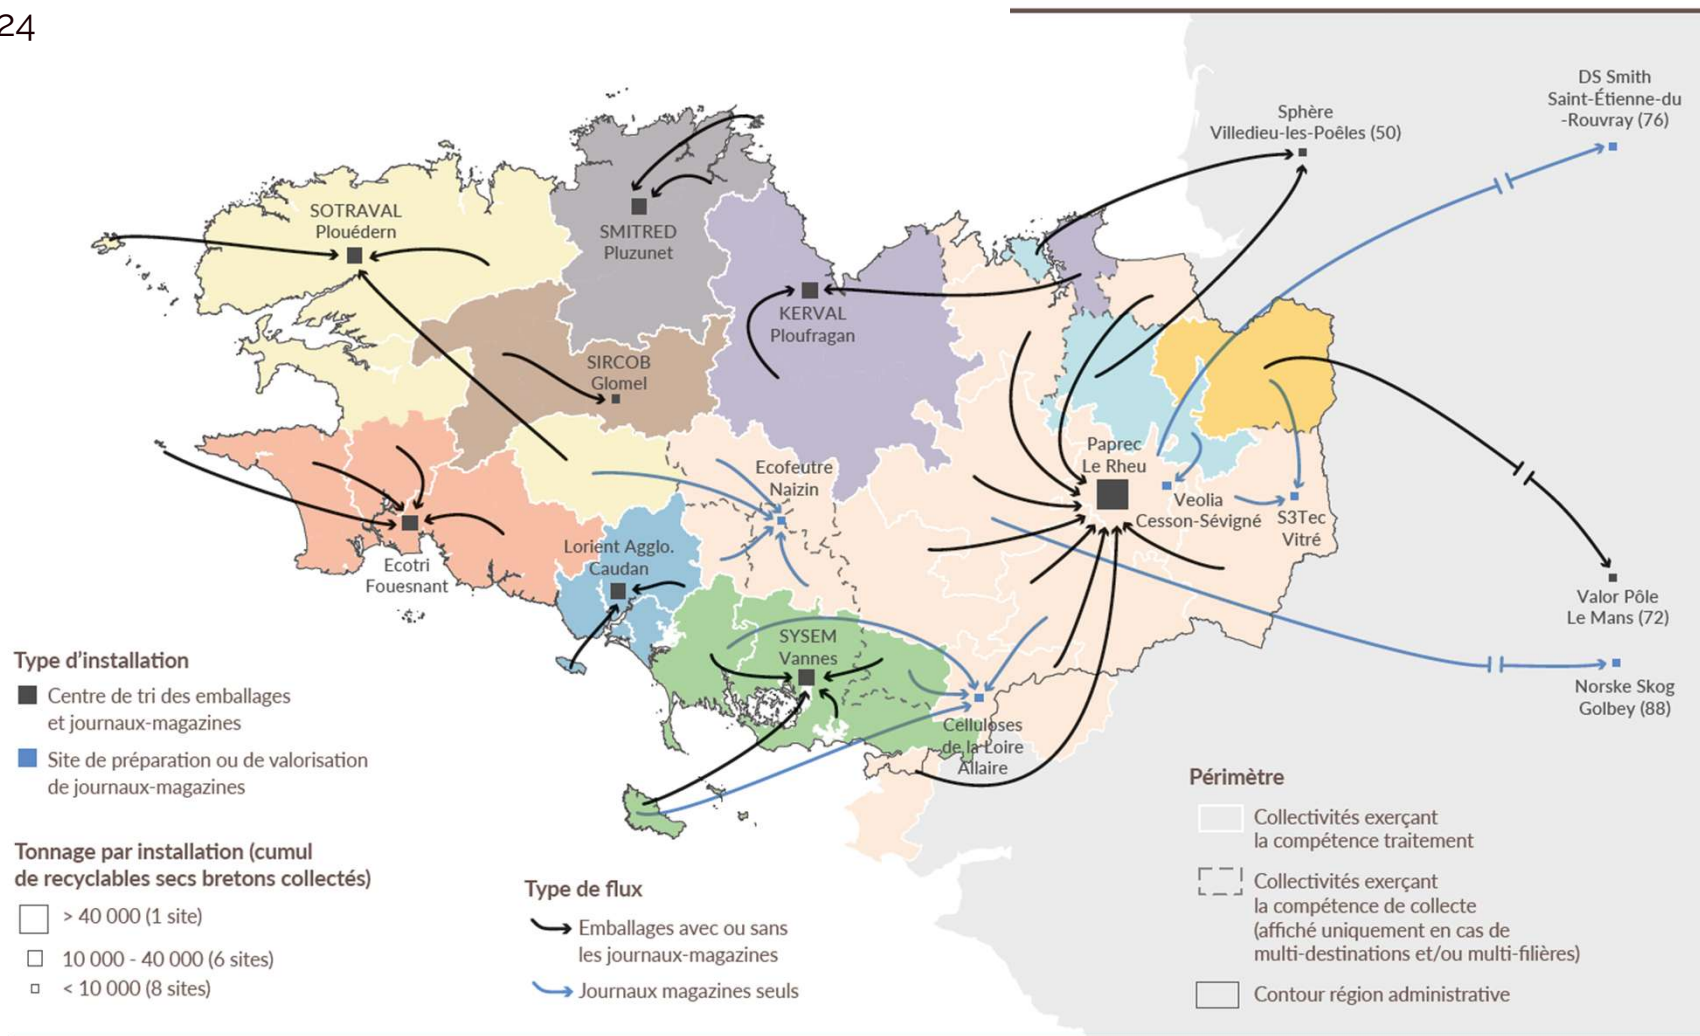 24
DS Smith
Saint-Étienne-du
-Rouvray (76)
Sphère
Villedieu-les-Poêles (50)
SOTRAVAL
Plouédern
SMITRED
Pluzunet
KERVAL
Ploufragan
SIRCOB
Glomel
Paprec
Le Rheu
Ecofeutre
Naizin
Veolia
Cesson-Sévigné
S3Tec
Vitré
Lorient Agglo.
Caudan
Ecotri
Fouesnant
Valor Pôle
Le Mans (72)
SYSEM
Vannes
Norske Skog
Golbey (88)
Celluloses
de la Loire
Allaire
Type d'installation
Centre de tri des emballages
et journaux-magazines
Site de préparation ou de valorisation
de journaux-magazines
Tonnage par installation (cumul
de recyclables secs bretons collectés)
> 40 000 (1 site)
10 000 - 40 000 (6 sites)
< 10 000 (8 sites)
Type de flux
Emballages avec ou sans
les journaux-magazines
Journaux magazines seuls
Périmètre
Collectivités exerçant
la compétence traitement
Collectivités exerçant
la compétence de collecte
(affiché uniquement en cas de
multi-destinations et/ou multi-filières)
Contour région administrative